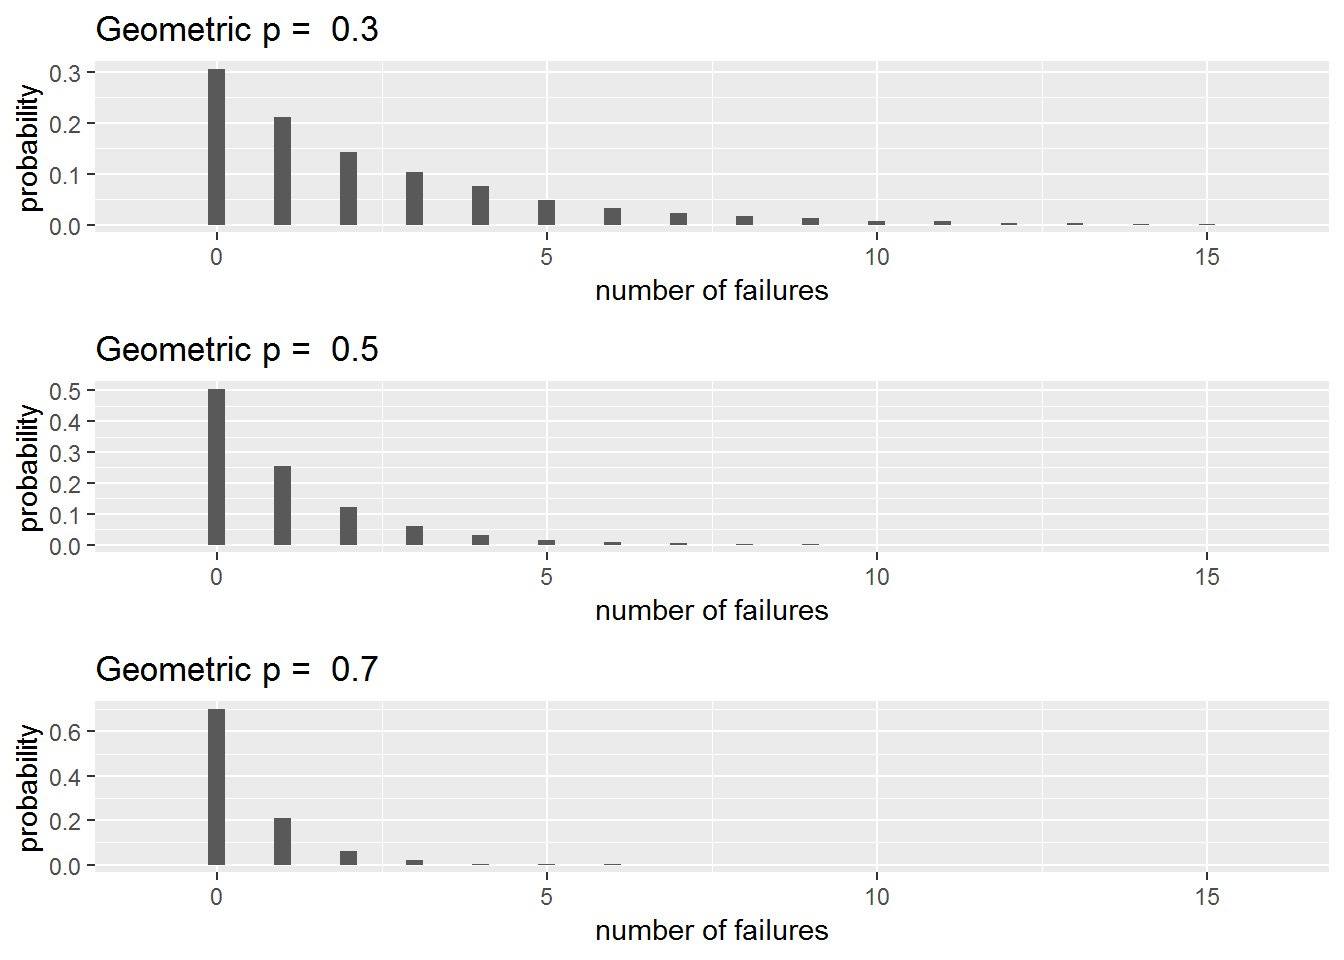 Geometric p =  0.3
probability
0.3
0.2
0.1
0.0
0 5 10 15
number of failures
Geometric p =  0.5
probability
0.5
0.4
0.3
0.2
0.1
0.0
0 5 10 15
number of failures
Geometric p =  0.7
probability
0.6
0.4
0.2
0.0
0 5 10 15
number of failures